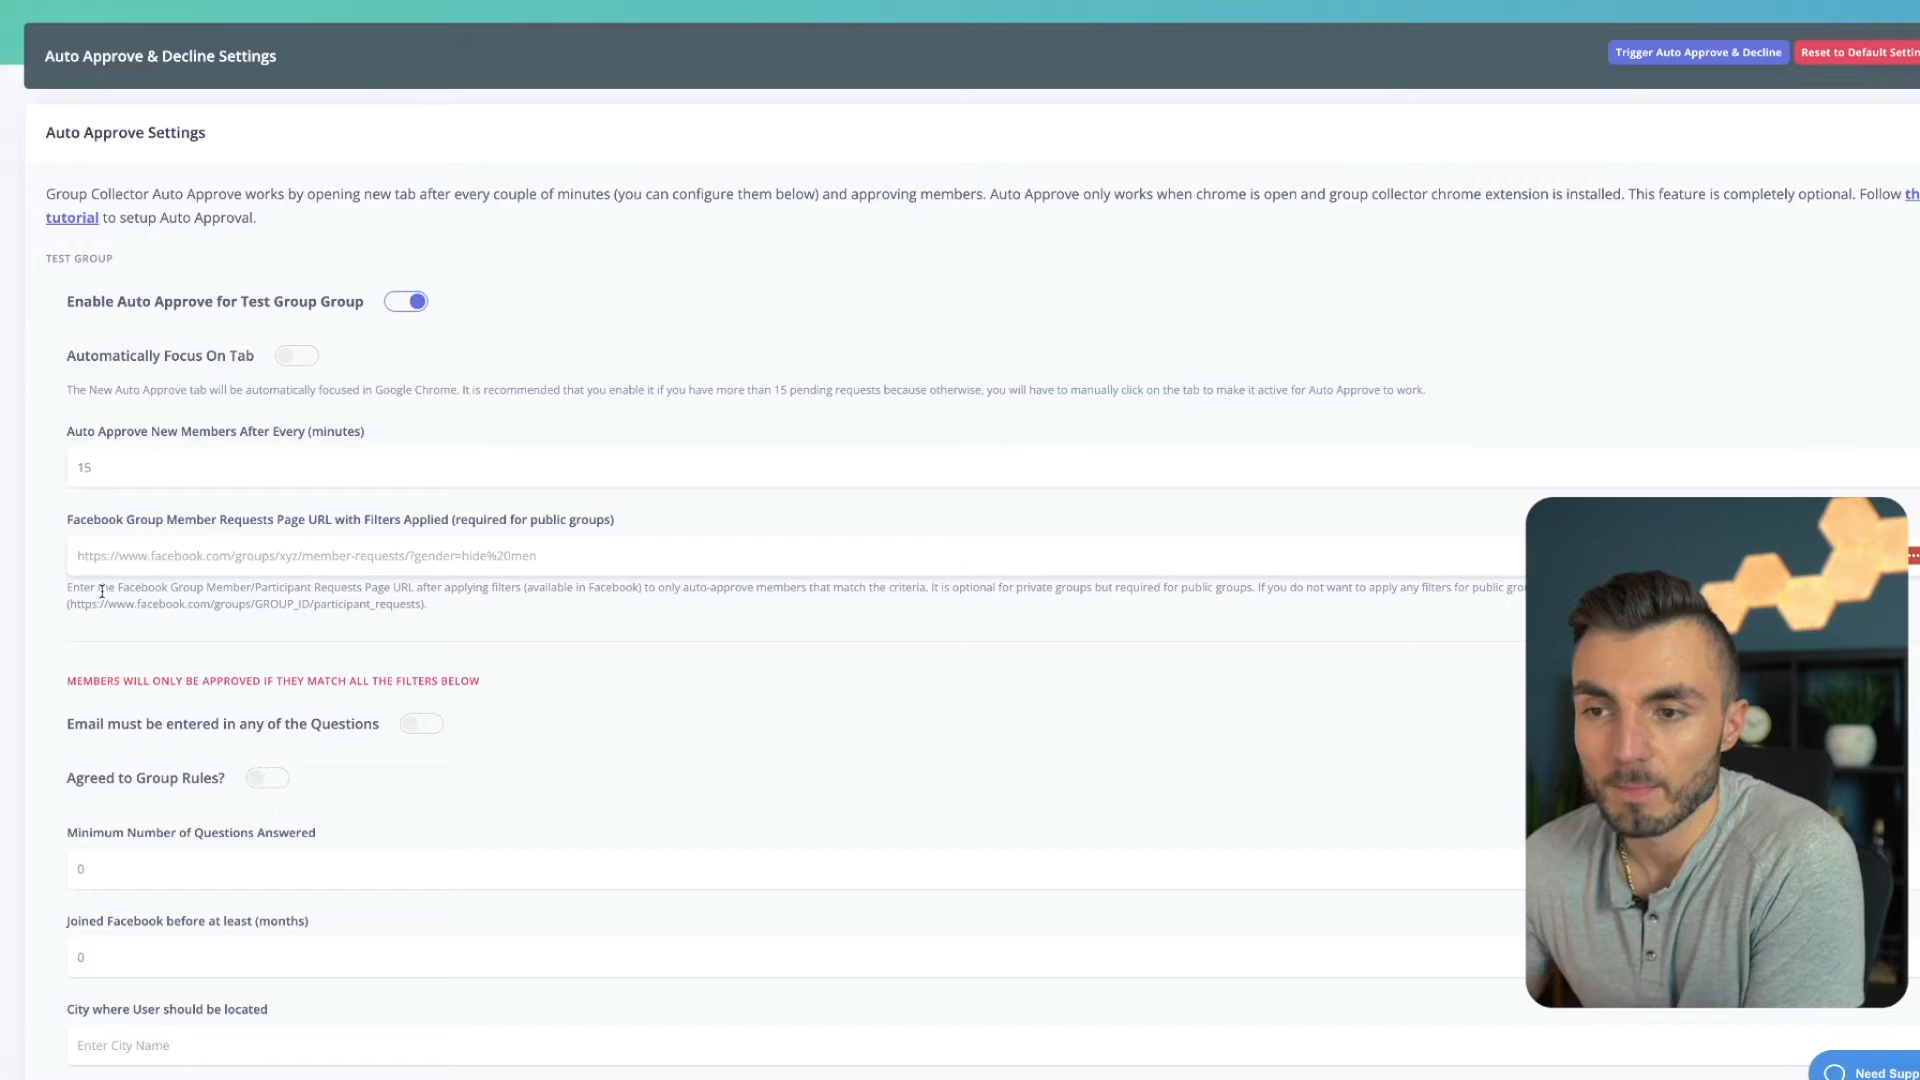 Auto Approve & Decline Settings
Trigger Auto Approve & Decline
Reset to Default
Auto Approve Settings
Group Collector Auto Approve works by opening new tab after every couple of minutes (you can configure them below) and approving members. Auto Approve only works when chrome is open and group collector chrome extension is installed. This feature is completely optional. Follow
tutorial to setup Auto Approval.
TEST GROUP
Enable Auto Approve for Test Group Group
Automatically Focus On Tab
The New Auto Approve tab will be automatically focused in Google Chrome. It is recommended that you enable it if you have more than 15 pending requests because otherwise, you will have to manually click on the tab to make it active for Auto Approve to work.
Auto Approve New Members After Every (minutes)
15
Facebook Group Member Requests Page URL with Filters Applied (required for public groups)
https://www.facebook.com/groups/xyz/member-requests/?gender=hide%20men
Enter the Facebook Group Member/Participant Requests Page URL after applying filters (available in Facebook) to only auto-approve members that match the criteria. It is optional for private groups but required for public groups. If you do not want to apply any filters for public
(https://www.facebook.com/groups/GROUP_ID/participant_requests).
MEMBERS WILL ONLY BE APPROVED IF THEY MATCH ALL THE FILTERS BELOW
Email must be entered in any of the Questions
Agreed to Group Rules?
Minimum Number of Questions Answered
0
Joined Facebook before at least (months)
0
City where User should be located
Enter City Name
Need